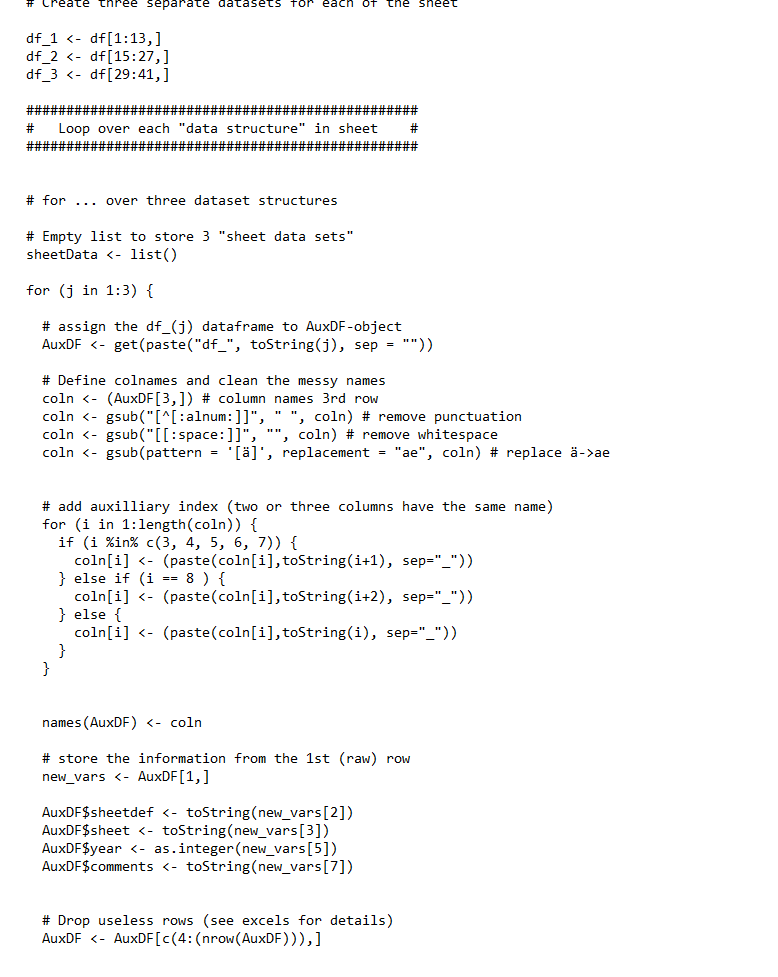 # Create three separate datasets for each of the sheet
df_1 <- df[1:13,]
df_2 <- df[15:27,]
df_3 <- df[29:41,]
#################################################
#   Loop over each "data structure" in sheet    #
#################################################
# for ... over three dataset structures
# Empty list to store 3 "sheet data sets"
sheetData <- list()
for (j in 1:3) {
  # assign the df_(j) dataframe to AuxDF-object
  AuxDF <- get(paste("df_", toString(j), sep = ""))
  # Define colnames and clean the messy names
  coln <- (AuxDF[3,]) # column names 3rd row
  coln <- gsub("[^[:alnum:]]", " ", coln) # remove punctuation
  coln <- gsub("[[:space:]]", "", coln) # remove whitespace
  coln <- gsub(pattern = '[ä]', replacement = "ae", coln) # replace ä->ae
  # add auxilliary index (two or three columns have the same name)
  for (i in 1:length(coln)) {
    if (i %in% c(3, 4, 5, 6, 7)) {
      coln[i] <- (paste(coln[i],toString(i+1), sep="_"))
    } else if (i == 8 ) {
      coln[i] <- (paste(coln[i],toString(i+2), sep="_"))
    } else {
      coln[i] <- (paste(coln[i],toString(i), sep="_"))
    }
  }
  names(AuxDF) <- coln
  # store the information from the 1st (raw) row
  new_vars <- AuxDF[1,]
  AuxDF$sheetdef <- toString(new_vars[2])
  AuxDF$sheet <- toString(new_vars[3])
  AuxDF$year <- as.integer(new_vars[5])
  AuxDF$comments <- toString(new_vars[7])
  # Drop useless rows (see excels for details)
  AuxDF <- AuxDF[c(4:(nrow(AuxDF))),]